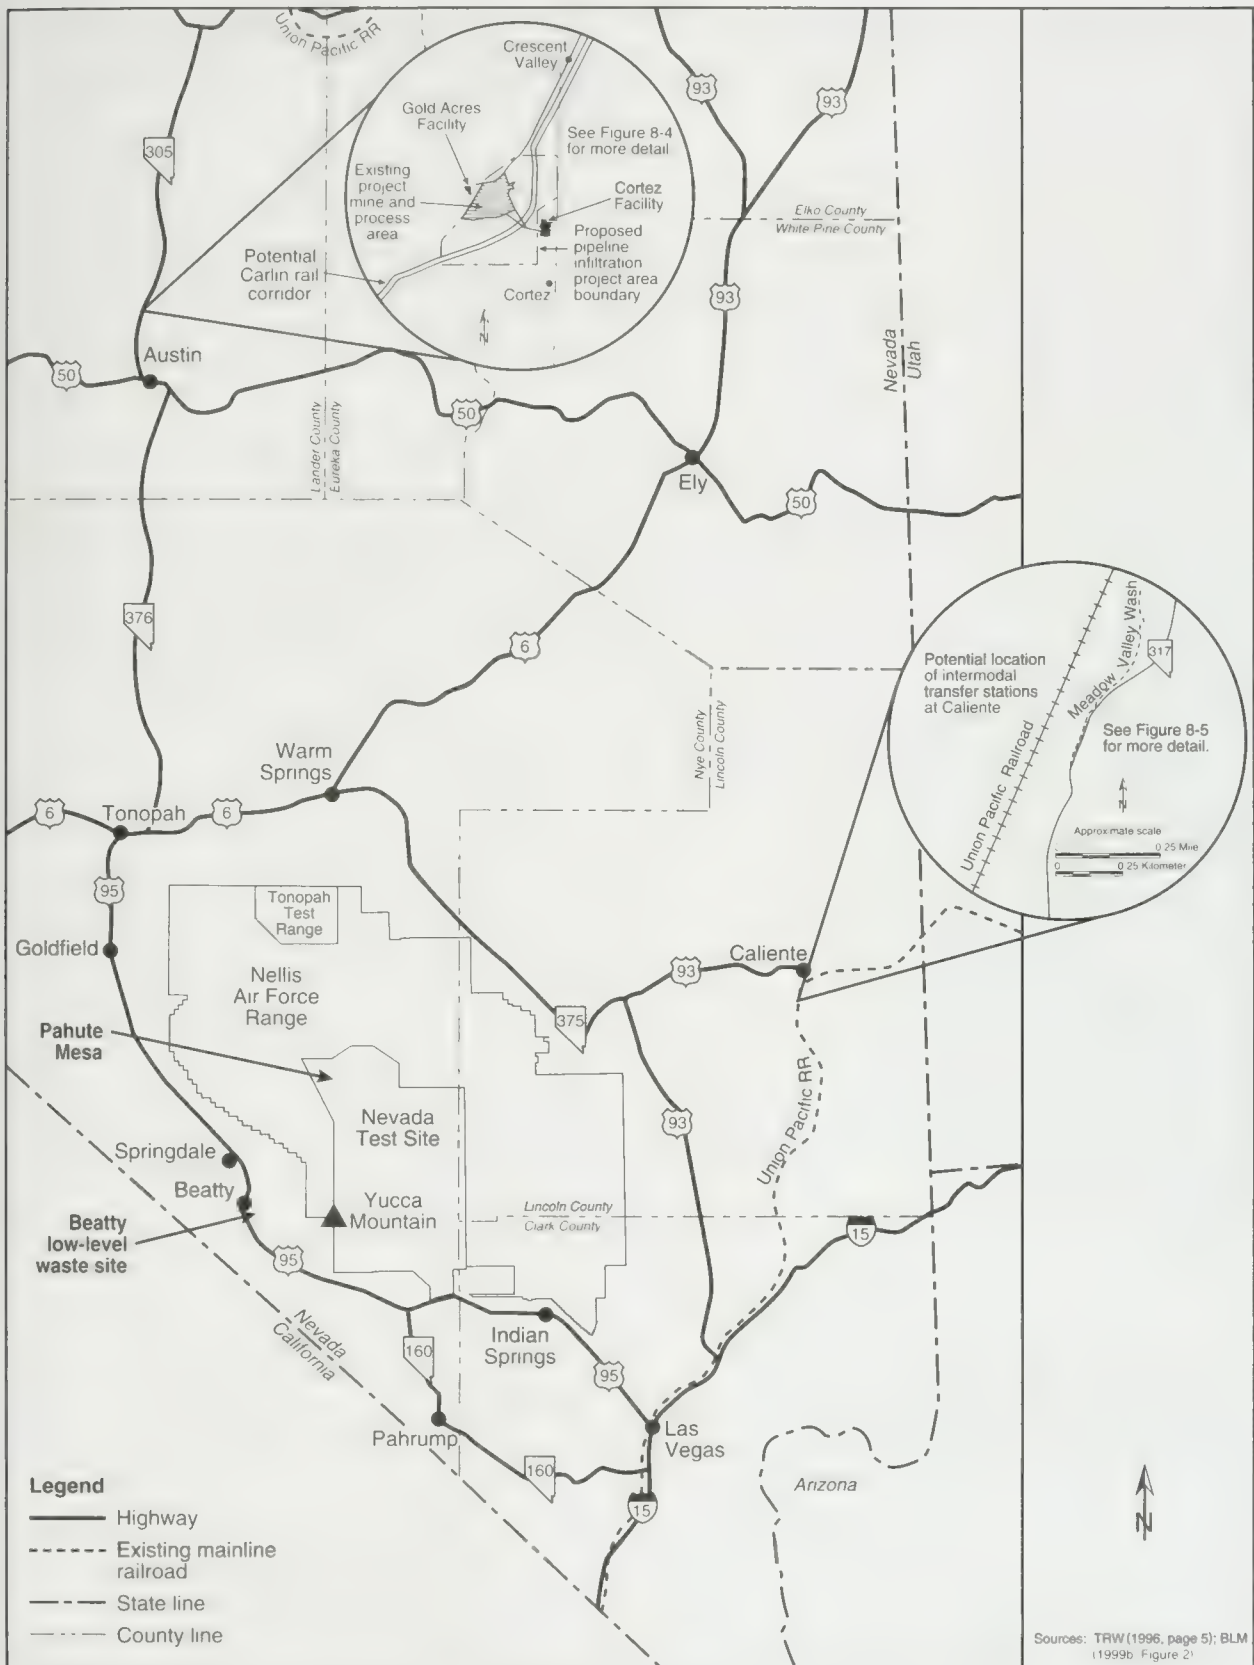 Union Pacific RR
Crescent
Valley
Gold Acres
Facility
See Figure 8-4
for more detail
Existing
project
mine and
process
area
Cortez
Facility
Proposed
pipeline
infiltration
project area
boundary
Potential
Carlin rail
corridor
Cortez
N
93
93
305
Elko County
White Pine County
93
Nevada
Utah
Austin
50
50
Lander County
Eureka County
Ely
50
376
6
Potential location
of intermodal
transfer stations
at Caliente
Union Pacific Railroad
Meadow Valley Wash
317
See Figure 8-5
for more detail.
N
Approximate scale
0.25 Mile
0
0.25 Kilometer
Nye County
Lincoln County
Warm
Springs
6
Tonopah
6
95
Tonopah
Test
Range
Goldfield
Nellis
Air Force
Range
Caliente
93
375
Pahute
Mesa
Union Pacific RR
93
Nevada
Test Site
Springdale
Beatty
Yucca
Mountain
Lincoln County
Clark County
Beatty
low-level
waste site
95
15
Nevada
California
Indian
Springs
160
95
Pahrump
Las
Vegas
160
15
Arizona
N
Legend
Highway
Existing mainline
railroad
State line
County line
Sources: TRW (1996, page 5); BLM
(1999b Figure 2)